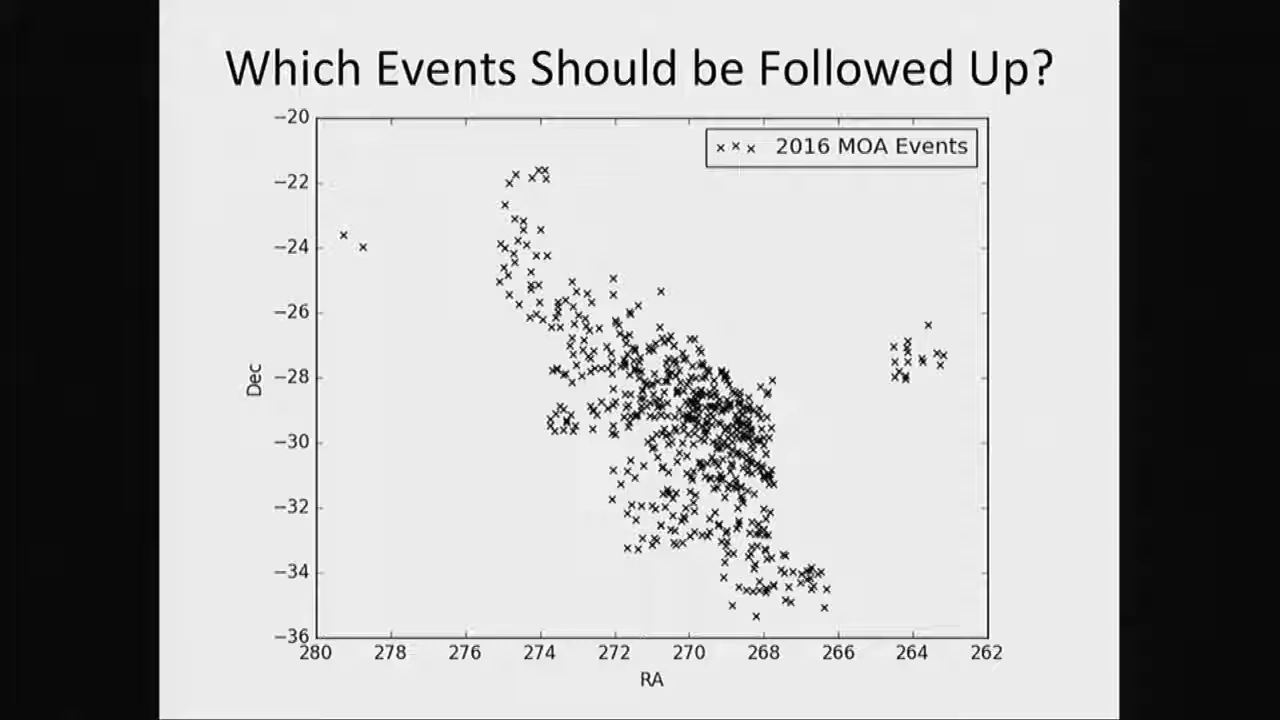 Which Events Should be Followed Up?
2016 MOA Events
−20
−22
−24
−26
−28
−30
−32
−34
−36
Dec
280 278 276 274 272 270 268 266 264 262
RA